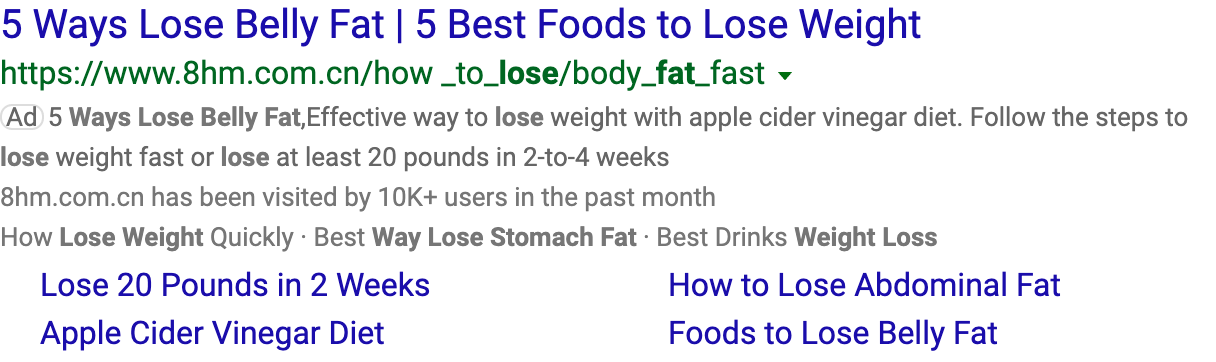 5 Ways Lose Belly Fat | 5 Best Foods to Lose Weight
https://www.8hm.com.cn/how _to_lose/body_fat_fast
Ad 5 Ways Lose Belly Fat,Effective way to lose weight with apple cider vinegar diet. Follow the steps to
lose weight fast or lose at least 20 pounds in 2-to-4 weeks
8hm.com.cn has been visited by 10K+ users in the past month
How Lose Weight Quickly · Best Way Lose Stomach Fat · Best Drinks Weight Loss
Lose 20 Pounds in 2 Weeks How to Lose Abdominal Fat
Apple Cider Vinegar Diet Foods to Lose Belly Fat